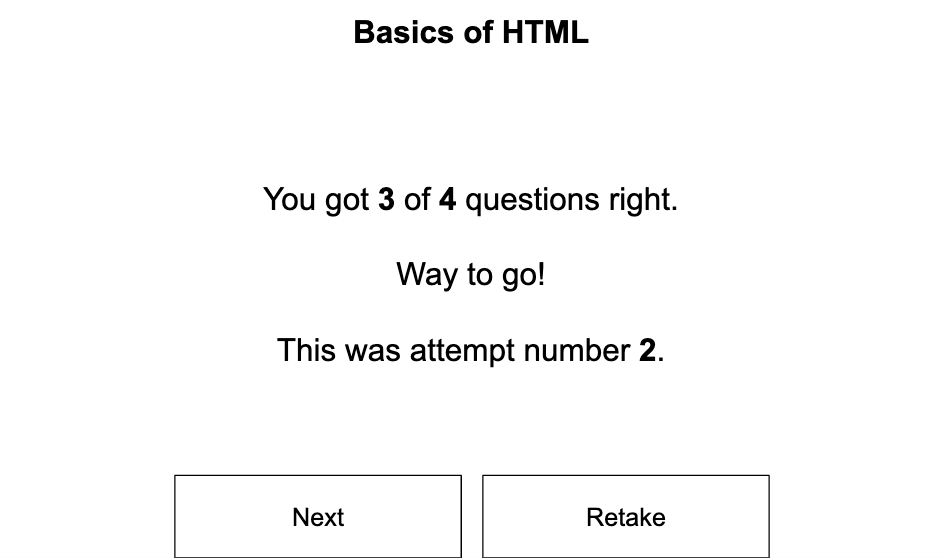 Basics of HTML
You got 3 of 4 questions right.
Way to go!
This was attempt number 2.
Next
Retake